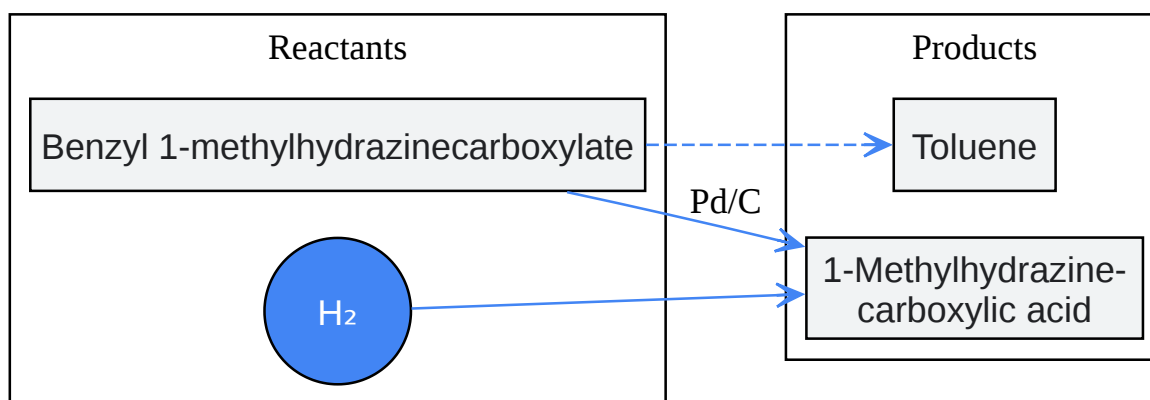 Reactants
Products
Benzyl 1-methylhydrazinecarboxylate
Toluene
Pd/C
1-Methylhydrazine-
carboxylic acid
H₂